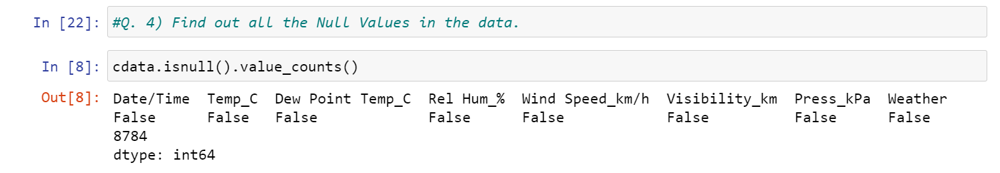 In [22]: #Q. 4) Find out all the Null Values in the data.
In [8]: cdata.isnull().value_counts()
Out[8]: Date/Time  Temp_C  Dew Point Temp_C  Rel Hum_%  Wind Speed_km/h  Visibility_km  Press_kPa  Weather
False      False   False             False      False            False          False      False
8784
dtype: int64